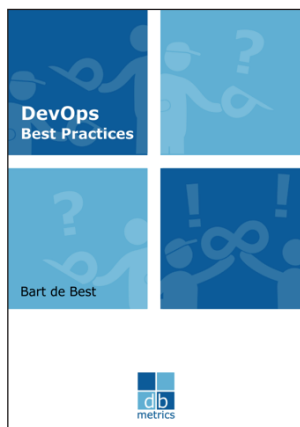 DevOps
Best Practices
?
?
! !
Bart de Best
db
metrics